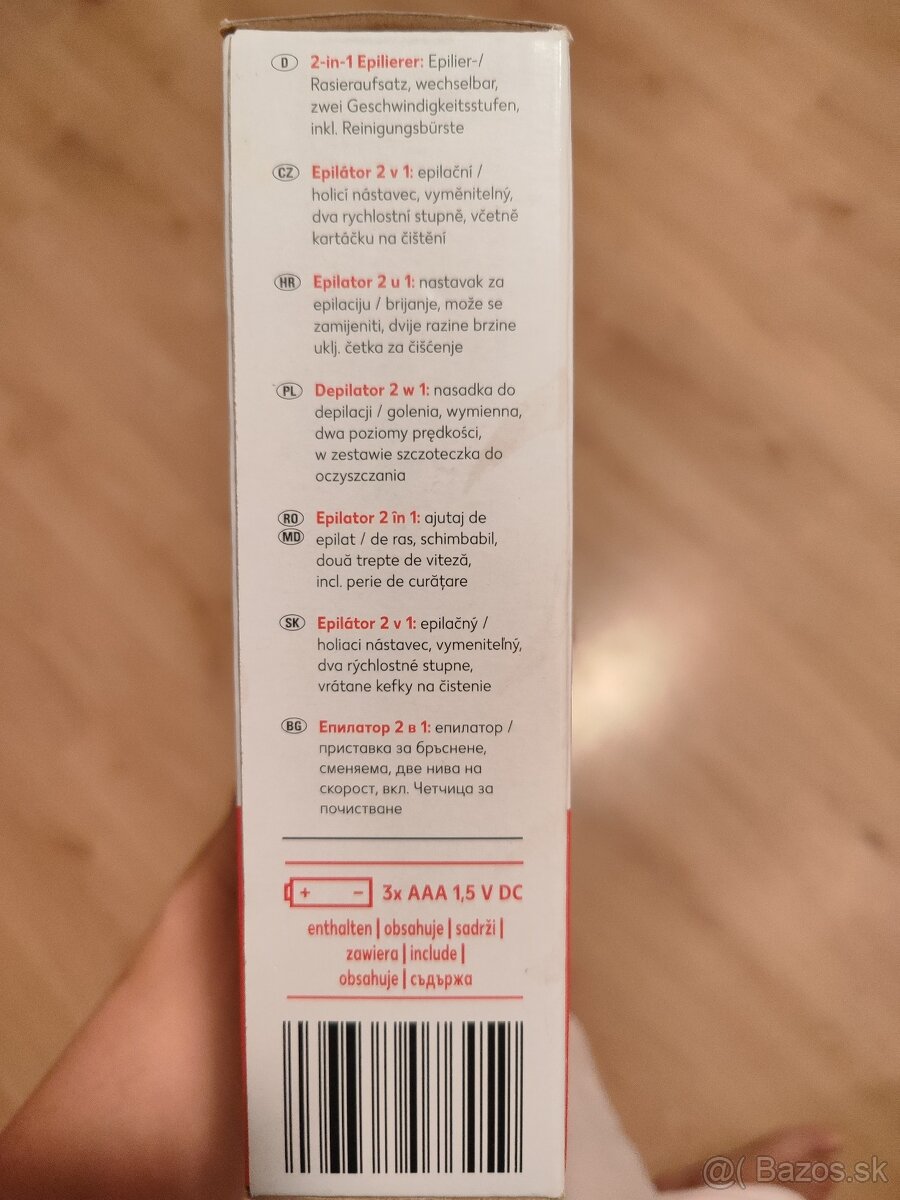 D 2-in-1 Epilierer: Epilier-/
Rasieraufsatz, wechselbar,
zwei Geschwindigkeitsstufen,
inkl. Reinigungsbürste
CZ Epilátor 2 v 1: epilační /
holicí nástavec, vyměnitelný,
dva rychlostní stupně, včetně
kartáčku na čištění
HR Epilator 2 u 1: nastavak za
epilaciju / brijanje, može se
zamijeniti, dvije razine brzine
uklj. četka za čišćenje
PL Depilator 2 w 1: nasadka do
depilacji / golenia, wymienna,
dwa poziomy prędkości,
w zestawie szczoteczka do
oczyszczania
RO Epilator 2 în 1: ajutaj de
MD epilat / de ras, schimbabil,
două trepte de viteză,
incl. perie de curățare
SK Epilátor 2 v 1: epilačný /
holiaci nástavec, vymeniteľný,
dva rýchlostné stupne,
vrátane kefky na čistenie
BG Епилатор 2 в 1: епилатор /
приставка за бръснене,
сменяема, две нива на
скорост, вкл. Четчица за
почистване
+ − 3x AAA 1,5 V DC
enthalten | obsahuje | sadrži |
zawiera | include |
obsahuje | съдържа
@( Bazos.sk